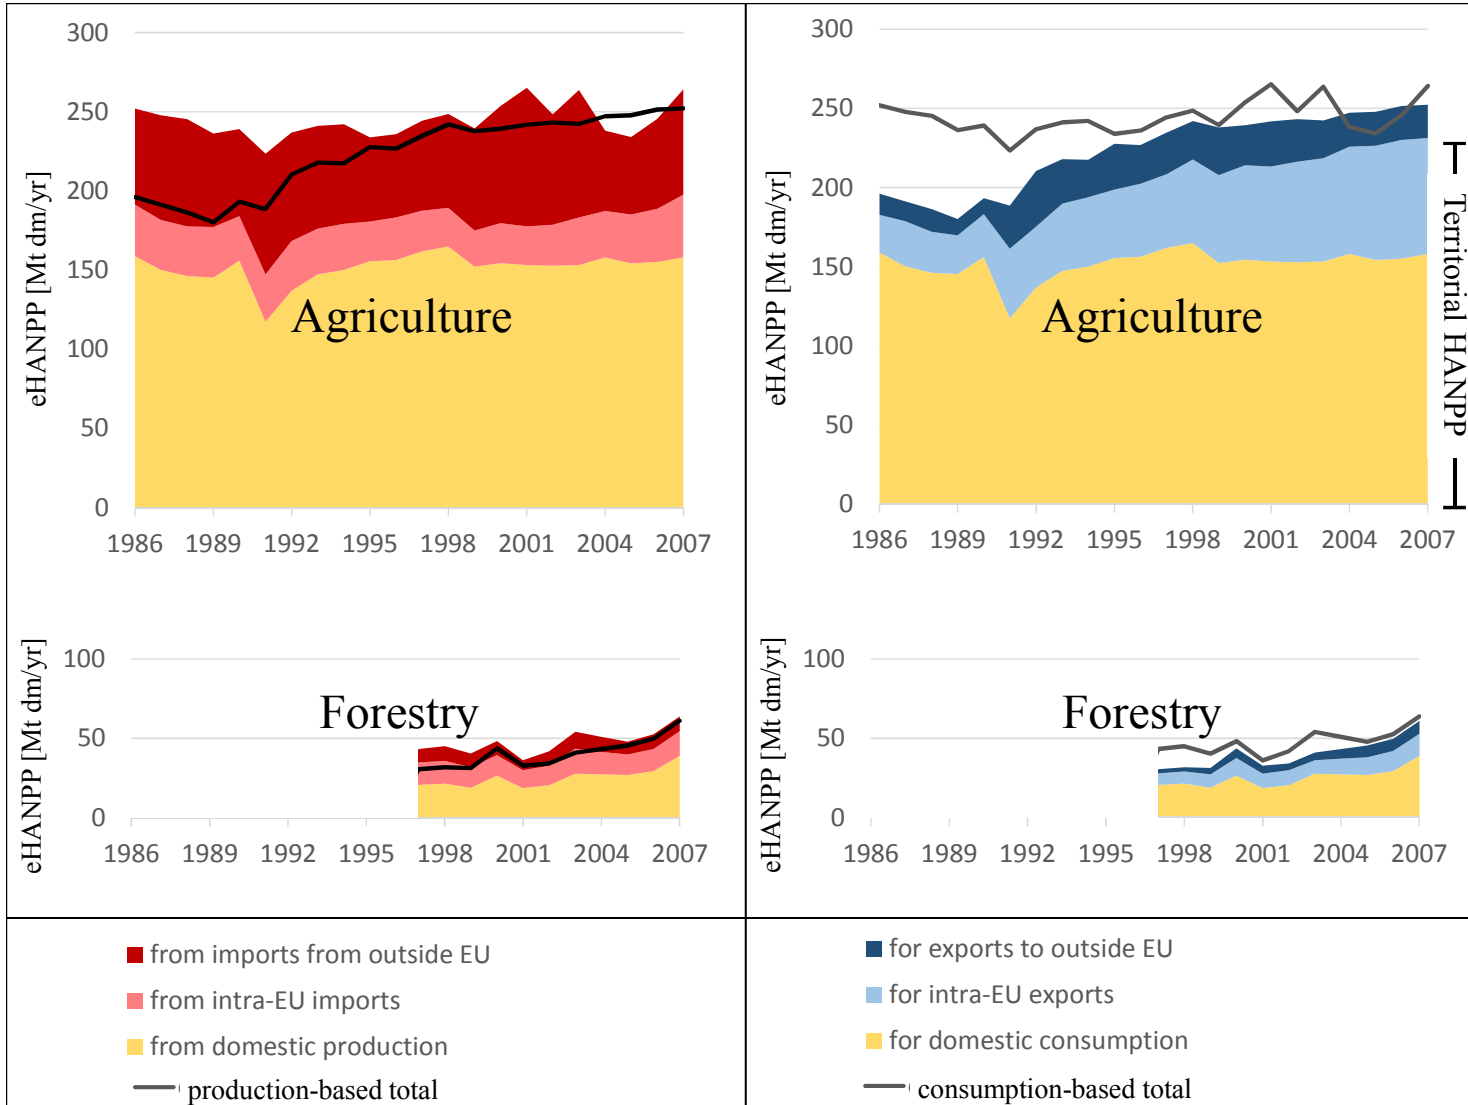 300
250
200
150
100
50
0
eHANPP [Mt dm/yr]
Agriculture
1986 1989 1992 1995 1998 2001 2004 2007
300
250
200
150
100
50
0
eHANPP [Mt dm/yr]
Agriculture
Territorial HANPP
1986 1989 1992 1995 1998 2001 2004 2007
100
50
0
eHANPP [Mt dm/yr]
Forestry
1986 1989 1992 1995 1998 2001 2004 2007
100
50
0
eHANPP [Mt dm/yr]
Forestry
1986 1989 1992 1995 1998 2001 2004 2007
from imports from outside EU
from intra-EU imports
from domestic production
production-based total
for exports to outside EU
for intra-EU exports
for domestic consumption
consumption-based total